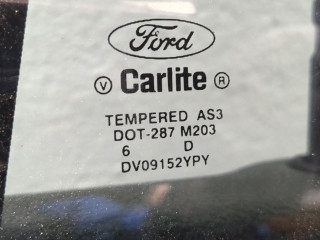 Ford
V Carlite R
TEMPERED AS3
DOT-287 M203
6 D
DV09152YPY